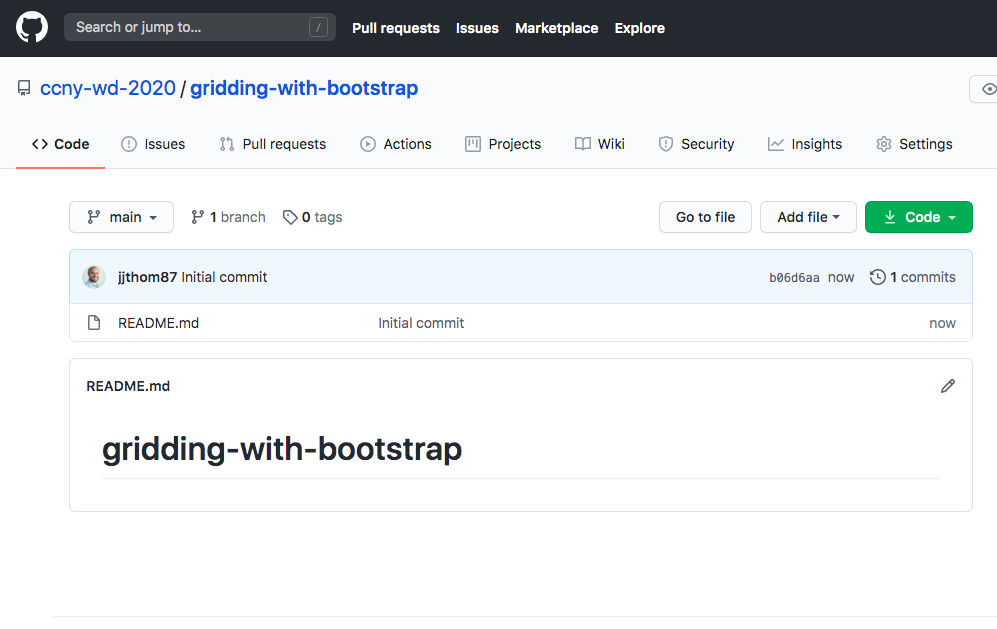 Search or jump to... / Pull requests Issues Marketplace Explore
ccny-wd-2020 / gridding-with-bootstrap
<> Code Issues Pull requests Actions Projects Wiki Security Insights Settings
main 1 branch 0 tags Go to file Add file Code
jjthom87 Initial commit b06d6aa now 1 commits
README.md Initial commit now
README.md
gridding-with-bootstrap